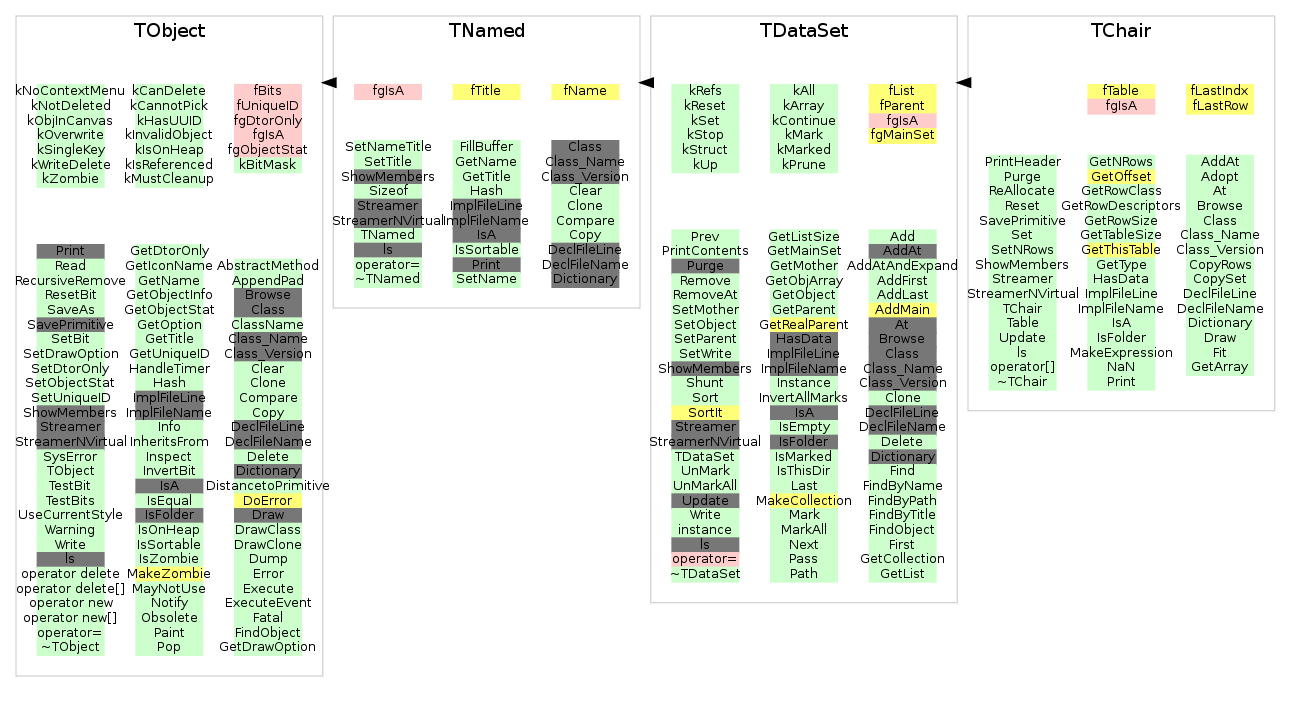 TObject
kNoContextMenu
kNotDeleted
kObjInCanvas
kOverwrite
kSingleKey
kWriteDelete
kZombie
kCanDelete
kCannotPick
kHasUUID
kInvalidObject
kIsOnHeap
kIsReferenced
kMustCleanup
fBits
fUniqueID
fgDtorOnly
fgIsA
fgObjectStat
kBitMask
Print
Read
RecursiveRemove
ResetBit
SaveAs
SavePrimitive
SetBit
SetDrawOption
SetDtorOnly
SetObjectStat
SetUniqueID
ShowMembers
Streamer
StreamerNVirtual
SysError
TObject
TestBit
TestBits
UseCurrentStyle
Warning
Write
ls
operator delete
operator delete[]
operator new
operator new[]
operator=
~TObject
GetDtorOnly
GetIconName
GetName
GetObjectInfo
GetObjectStat
GetOption
GetTitle
GetUniqueID
HandleTimer
Hash
ImplFileLine
ImplFileName
Info
InheritsFrom
Inspect
InvertBit
IsA
IsEqual
IsFolder
IsOnHeap
IsSortable
IsZombie
MakeZombie
MayNotUse
Notify
Obsolete
Paint
Pop
AbstractMethod
AppendPad
Browse
Class
ClassName
Class_Name
Class_Version
Clear
Clone
Compare
Copy
DeclFileLine
DeclFileName
Delete
Dictionary
DistancetoPrimitive
DoError
Draw
DrawClass
DrawClone
Dump
Error
Execute
ExecuteEvent
Fatal
FindObject
GetDrawOption
TNamed
fgIsA
fTitle
fName
SetNameTitle
SetTitle
ShowMembers
Sizeof
Streamer
StreamerNVirtual
TNamed
ls
operator=
~TNamed
FillBuffer
GetName
GetTitle
Hash
ImplFileLine
ImplFileName
IsA
IsSortable
Print
SetName
Class
Class_Name
Class_Version
Clear
Clone
Compare
Copy
DeclFileLine
DeclFileName
Dictionary
TDataSet
kRefs
kReset
kSet
kStop
kStruct
kUp
kAll
kArray
kContinue
kMark
kMarked
kPrune
fList
fParent
fgIsA
fgMainSet
Prev
PrintContents
Purge
Remove
RemoveAt
SetMother
SetObject
SetParent
SetWrite
ShowMembers
Shunt
Sort
SortIt
Streamer
StreamerNVirtual
TDataSet
UnMark
UnMarkAll
Update
Write
instance
ls
operator=
~TDataSet
GetListSize
GetMainSet
GetMother
GetObjArray
GetObject
GetParent
GetRealParent
HasData
ImplFileLine
ImplFileName
Instance
InvertAllMarks
IsA
IsEmpty
IsFolder
IsMarked
IsThisDir
Last
MakeCollection
Mark
MarkAll
Next
Pass
Path
Add
AddAt
AddAtAndExpand
AddFirst
AddLast
AddMain
At
Browse
Class
Class_Name
Class_Version
Clone
DeclFileLine
DeclFileName
Delete
Dictionary
Find
FindByName
FindByPath
FindByTitle
FindObject
First
GetCollection
GetList
TChair
fTable
fgIsA
fLastIndx
fLastRow
PrintHeader
Purge
ReAllocate
Reset
SavePrimitive
Set
SetNRows
ShowMembers
Streamer
StreamerNVirtual
TChair
Table
Update
ls
operator[]
~TChair
GetNRows
GetOffset
GetRowClass
GetRowDescriptors
GetRowSize
GetTableSize
GetThisTable
GetType
HasData
ImplFileLine
ImplFileName
IsA
IsFolder
MakeExpression
NaN
Print
AddAt
Adopt
At
Browse
Class
Class_Name
Class_Version
CopyRows
CopySet
DeclFileLine
DeclFileName
Dictionary
Draw
Fit
GetArray